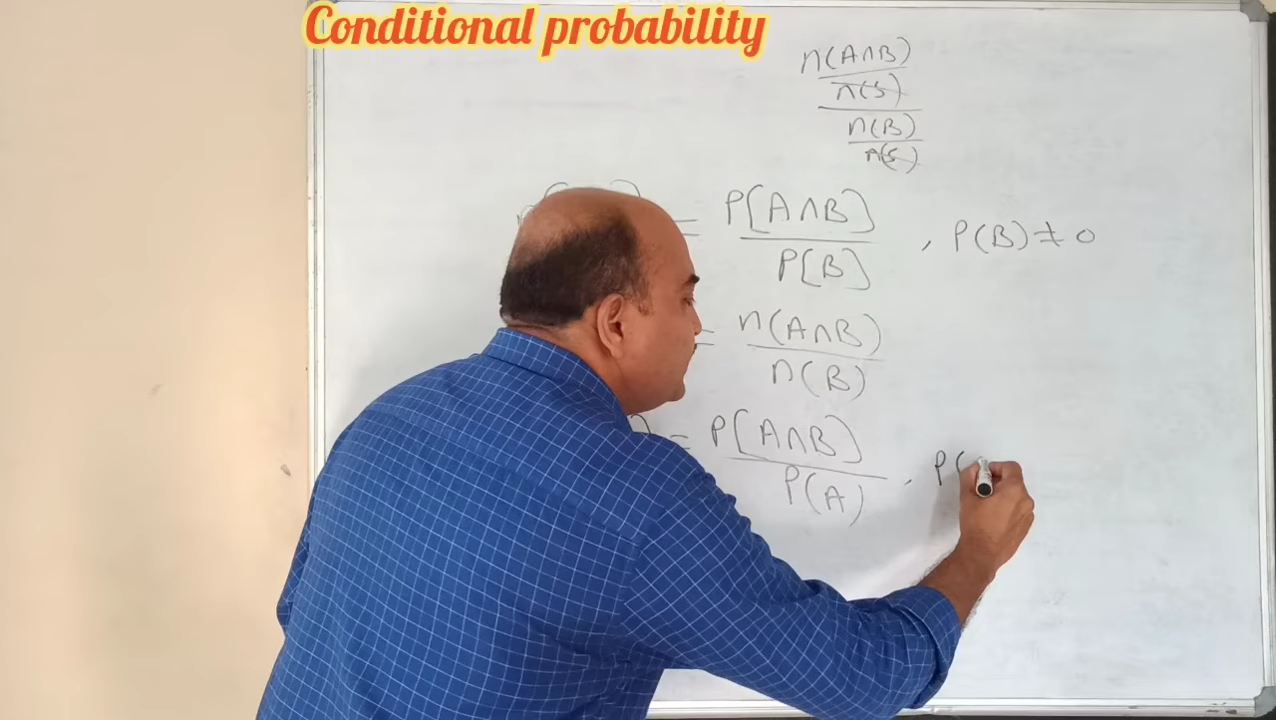 Conditional probability
n(A∩B)
n(S)
n(B)
n(S)
= P[A∩B]
P[B]
, P(B) ≠ 0
= n(A∩B)
n(B)
= P[A∩B]
P(A)
, P(